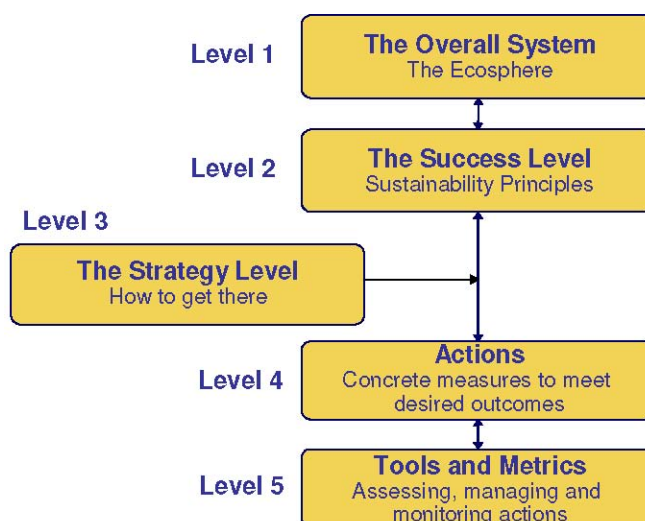 Level 1
The Overall System
The Ecosphere
Level 2
The Success Level
Sustainability Principles
Level 3
The Strategy Level
How to get there
Level 4
Actions
Concrete measures to meet
desired outcomes
Level 5
Tools and Metrics
Assessing, managing and
monitoring actions